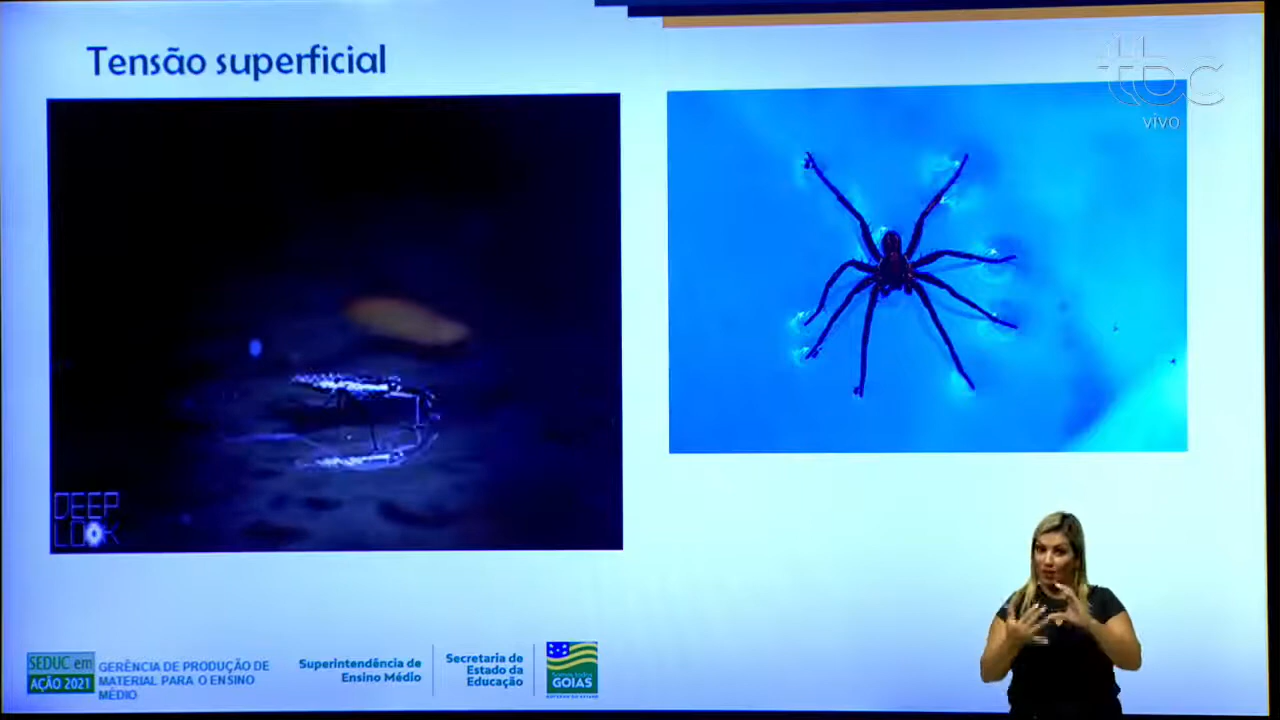 Tensão superficial
tbc
vivo
DEEP
LOOK
SEDUC em
AÇÃO 2021
GERÊNCIA DE PRODUÇÃO DE
MATERIAL PARA O ENSINO
MÉDIO
Superintendência de
Ensino Médio
Secretaria de
Estado da
Educação
GOIÁS